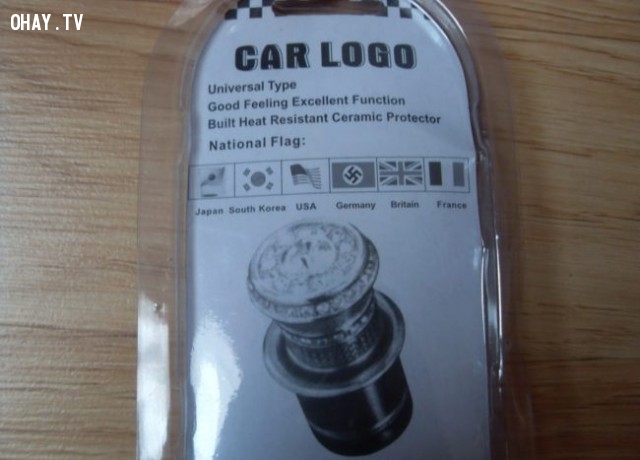 OHAY.TV
CAR LOGO
Universal Type
Good Feeling Excellent Function
Built Heat Resistant Ceramic Protector
National Flag:
Japan South Korea USA Germany Britain France